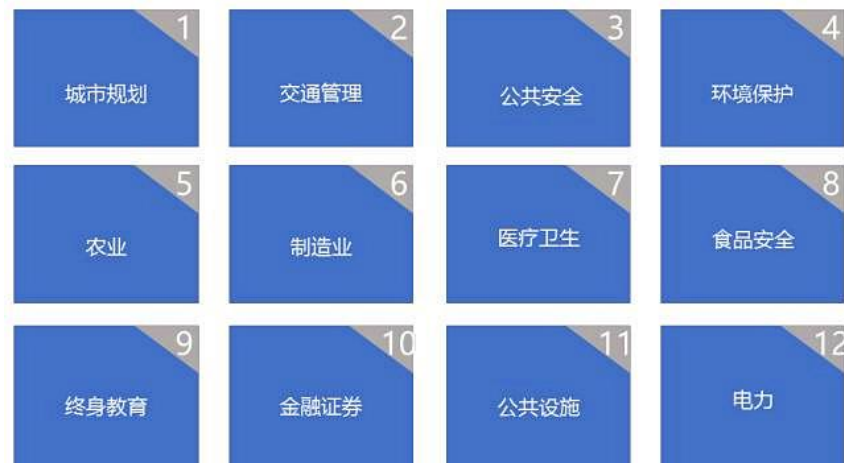 1
城市规划
2
交通管理
3
公共安全
4
环境保护
5
农业
6
制造业
7
医疗卫生
8
食品安全
9
终身教育
10
金融证券
11
公共设施
12
电力